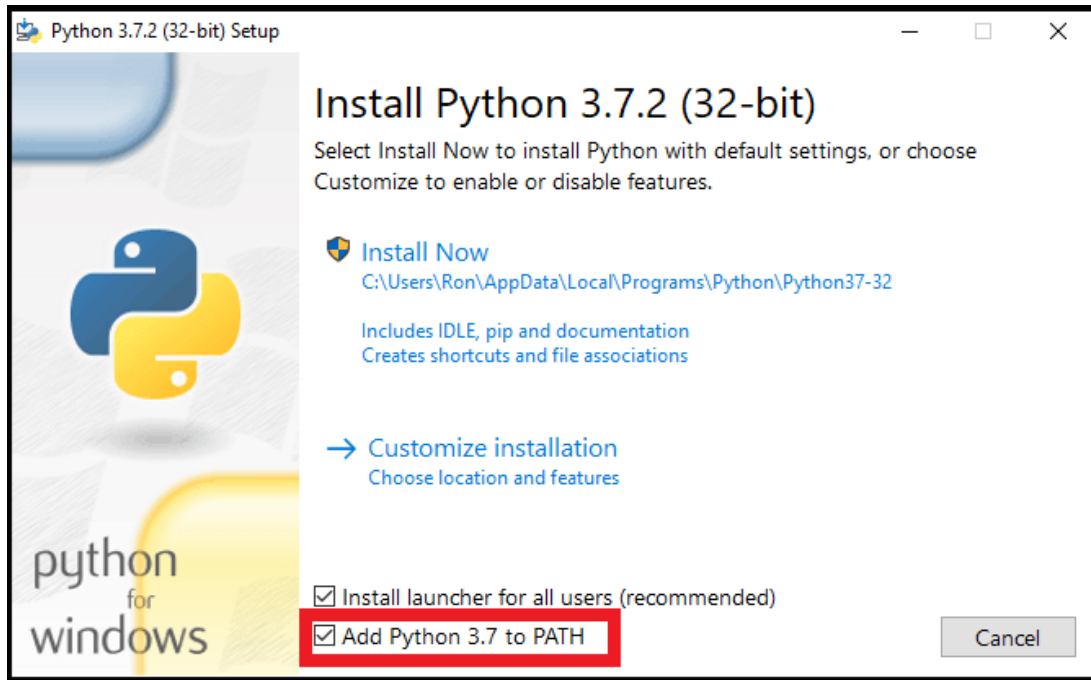 Python 3.7.2 (32-bit) Setup
Install Python 3.7.2 (32-bit)
Select Install Now to install Python with default settings, or choose
Customize to enable or disable features.
Install Now
C:\Users\Ron\AppData\Local\Programs\Python\Python37-32
Includes IDLE, pip and documentation
Creates shortcuts and file associations
Customize installation
Choose location and features
python
for
windows
Install launcher for all users (recommended)
Add Python 3.7 to PATH
Cancel